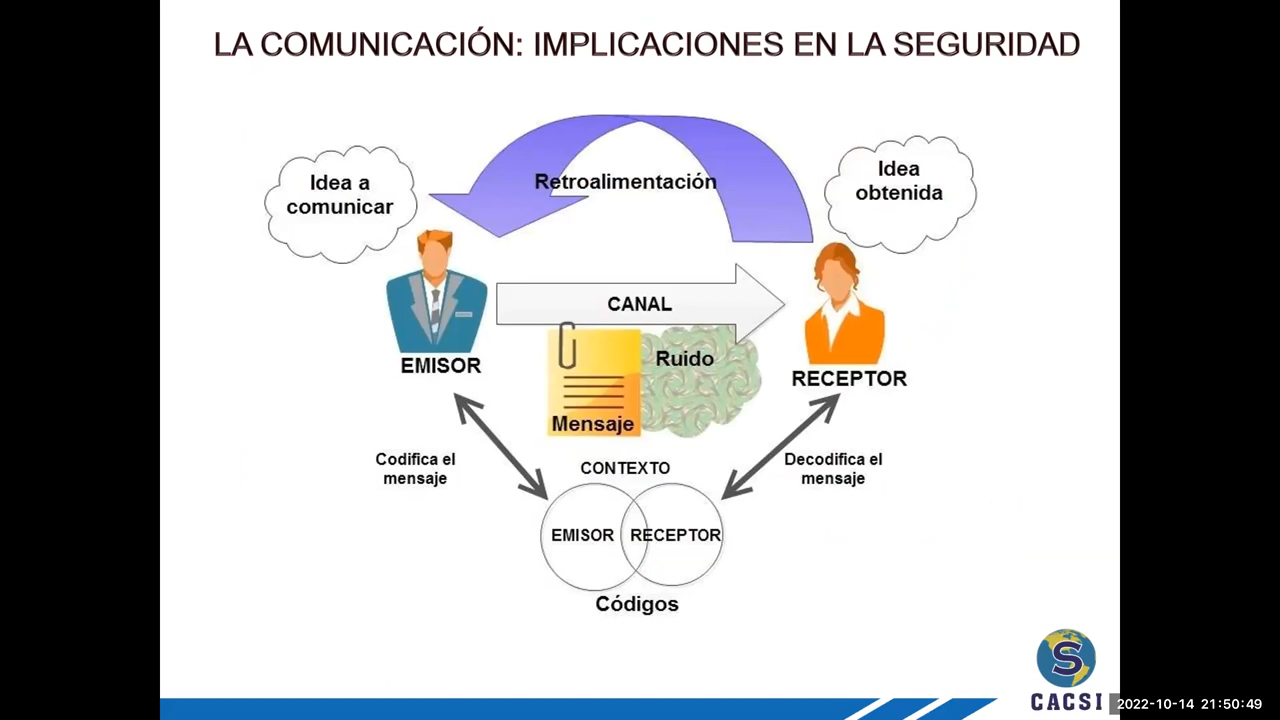 LA COMUNICACIÓN: IMPLICACIONES EN LA SEGURIDAD
Idea a
comunicar
Retroalimentación
Idea
obtenida
CANAL
EMISOR
Ruido
RECEPTOR
Mensaje
Codifica el
mensaje
CONTEXTO
Decodifica el
mensaje
EMISOR
RECEPTOR
Códigos
S
CACSI
2022-10-14 21:50:49